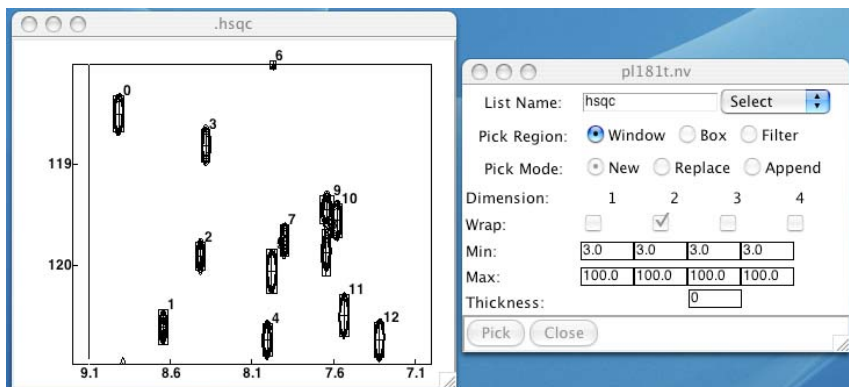 .hsqc
6
0
3
119
9
10
7
2
120
11
1
4
12
9.1 8.6 8.1 7.6 7.1
pl181t.nv
List Name: hsqc Select
Pick Region: Window Box Filter
Pick Mode: New Replace Append
Dimension: 1 2 3 4
Wrap:
Min: 3.0 3.0 3.0 3.0
Max: 100.0 100.0 100.0 100.0
Thickness: 0
Pick Close